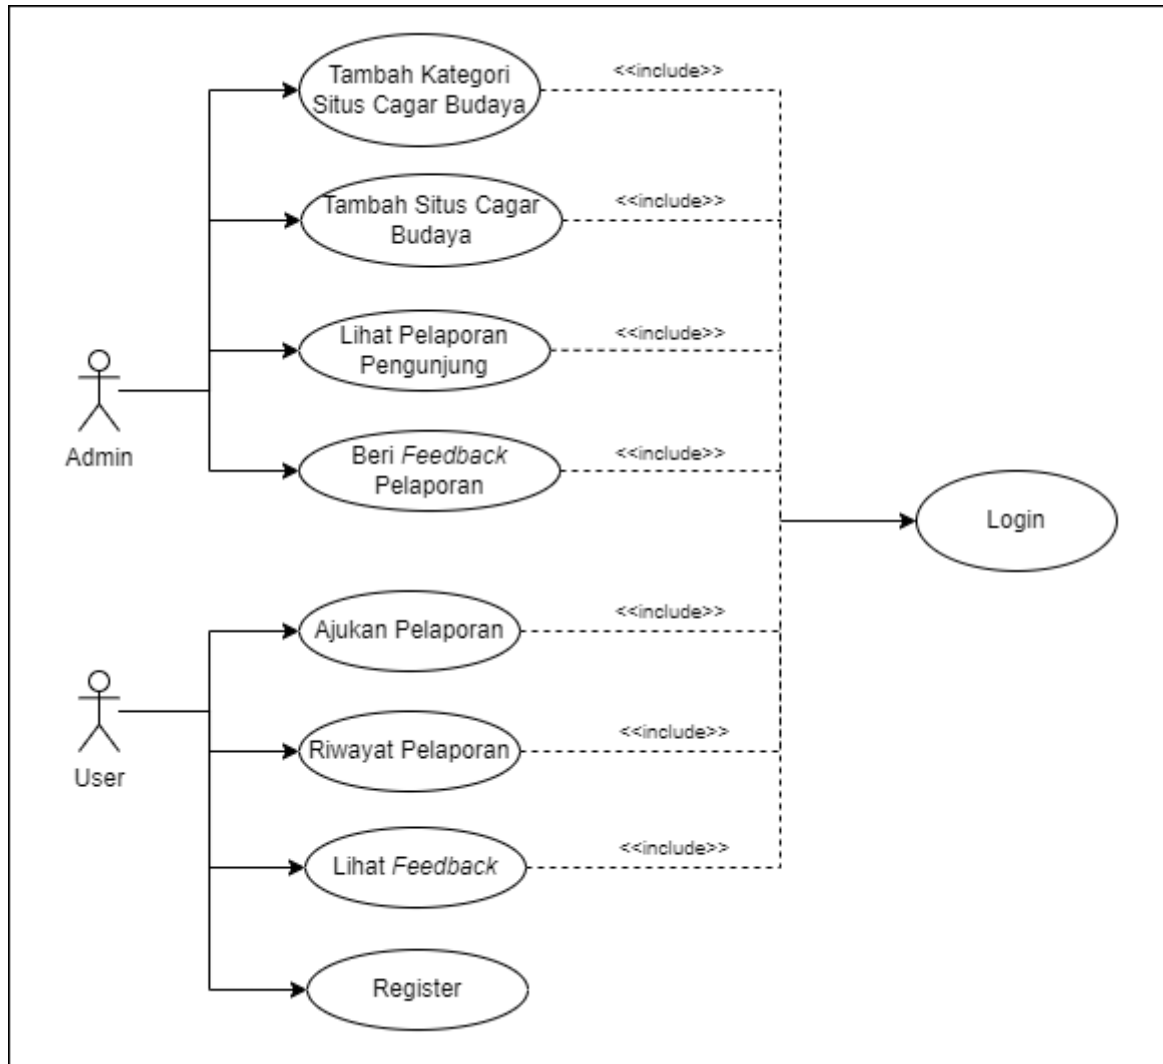 Tambah Kategori
Situs Cagar Budaya
<<include>>
Tambah Situs Cagar
Budaya
<<include>>
Lihat Pelaporan
Pengunjung
<<include>>
Admin
Beri Feedback
Pelaporan
<<include>>
Login
Ajukan Pelaporan
<<include>>
User
Riwayat Pelaporan
<<include>>
Lihat Feedback
<<include>>
Register